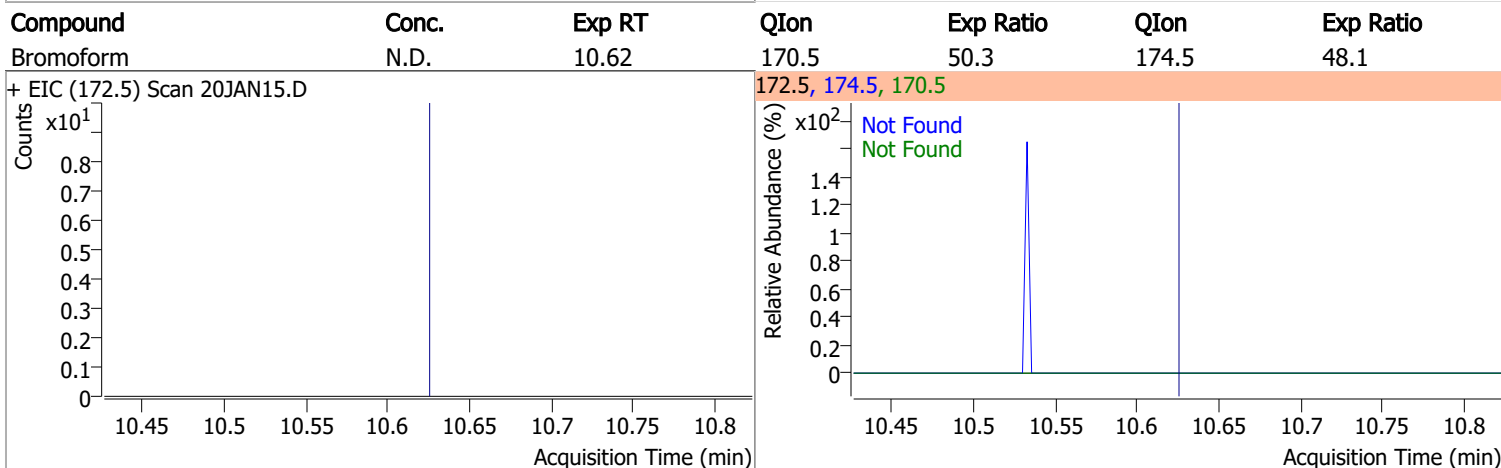 Compound Conc. Exp RT QIon Exp Ratio QIon Exp Ratio
Bromoform N.D. 10.62 170.5 50.3 174.5 48.1
+ EIC (172.5) Scan 20JAN15.D
Counts
x10¹
0.8
0.7
0.6
0.5
0.4
0.3
0.2
0.1
0
10.45 10.5 10.55 10.6 10.65 10.7 10.75 10.8
Acquisition Time (min)
172.5, 174.5, 170.5
Relative Abundance (%)
x10²
Not Found
Not Found
1.4
1.2
1
0.8
0.6
0.4
0.2
0
10.45 10.5 10.55 10.6 10.65 10.7 10.75 10.8
Acquisition Time (min)